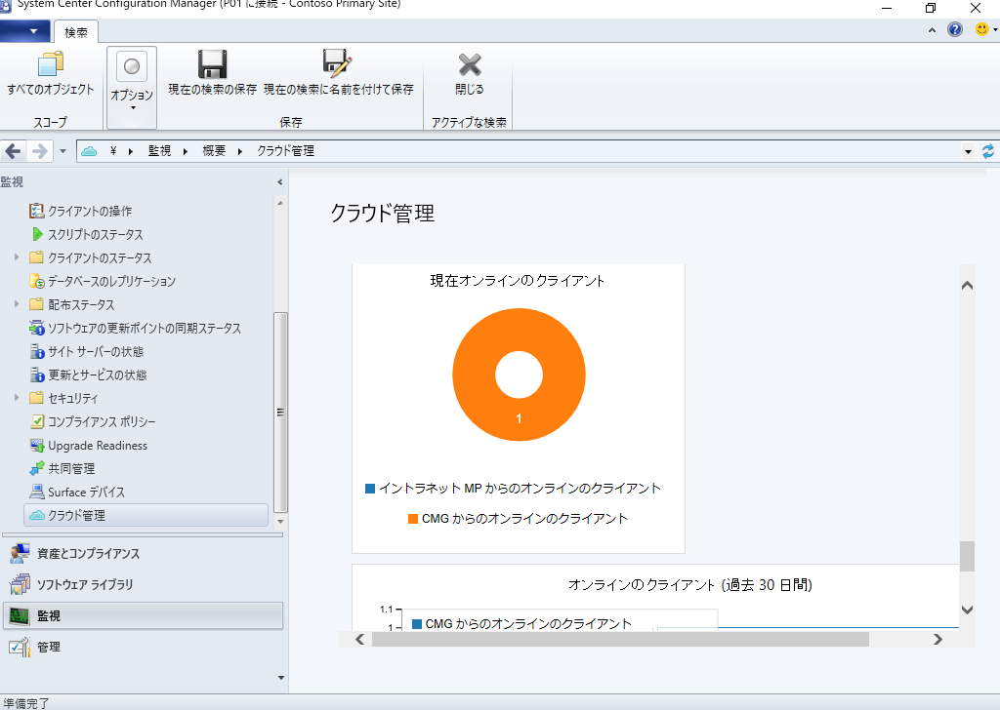 System Center Configuration Manager (P01 に接続 - Contoso Primary Site)
検索
すべてのオブジェクト
オプション
現在の検索の保存
現在の検索に名前を付けて保存
閉じる
スコープ
保存
アクティブな検索
¥
監視
概要
クラウド管理
監視
クライアントの操作
スクリプトのステータス
クライアントのステータス
データベースのレプリケーション
配布ステータス
ソフトウェアの更新ポイントの同期ステータス
サイト サーバーの状態
更新とサービスの状態
セキュリティ
コンプライアンス ポリシー
Upgrade Readiness
共同管理
Surface デバイス
クラウド管理
資産とコンプライアンス
ソフトウェア ライブラリ
監視
管理
クラウド管理
現在オンラインのクライアント
1
イントラネット MP からのオンラインのクライアント
CMG からのオンラインのクライアント
オンラインのクライアント (過去 30 日間)
1.1
1
CMG からのオンラインのクライアント
準備完了